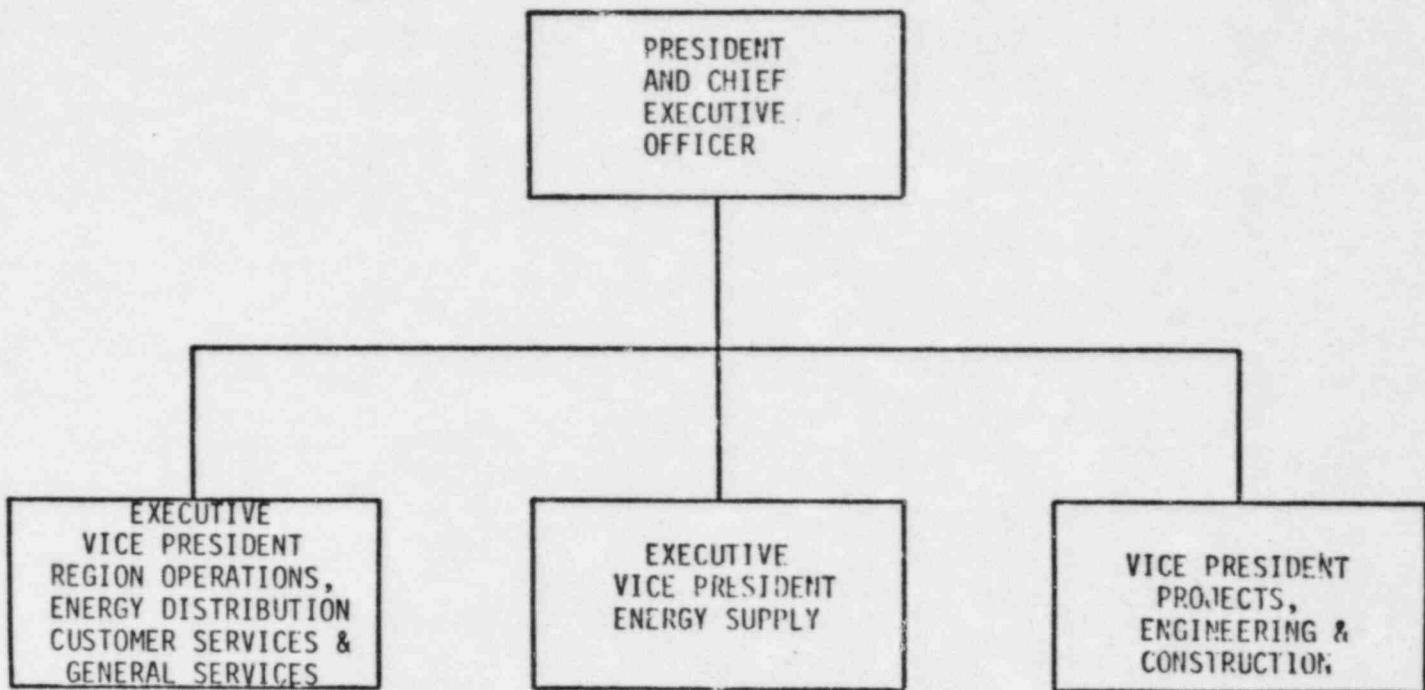 PRESIDENT
AND CHIEF
EXECUTIVE
OFFICER
EXECUTIVE
VICE PRESIDENT
REGION OPERATIONS,
ENERGY DISTRIBUTION
CUSTOMER SERVICES &
GENERAL SERVICES
EXECUTIVE
VICE PRESIDENT
ENERGY SUPPLY
VICE PRESIDENT
PROJECTS,
ENGINEERING &
CONSTRUCTION